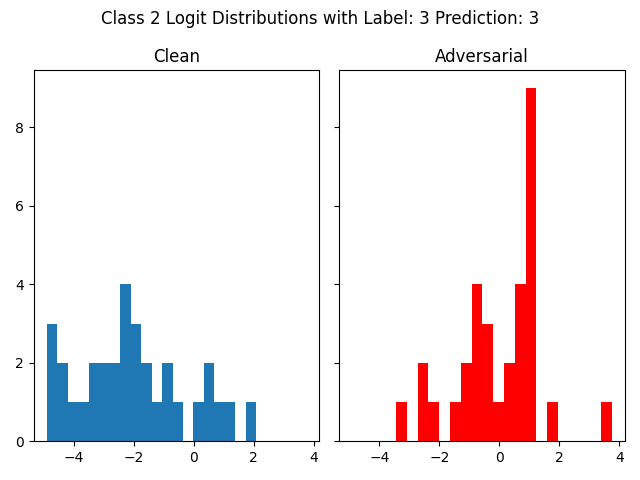 Class 2 Logit Distributions with Label: 3 Prediction: 3
Clean
Adversarial
8
6
4
2
0
−4 −2 0 2 4
−4 −2 0 2 4